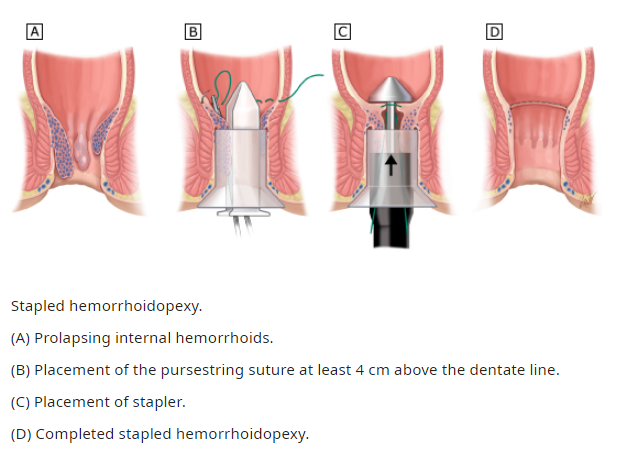 A
B
C
D
Stapled hemorrhoidopexy.
(A) Prolapsing internal hemorrhoids.
(B) Placement of the pursestring suture at least 4 cm above the dentate line.
(C) Placement of stapler.
(D) Completed stapled hemorrhoidopexy.